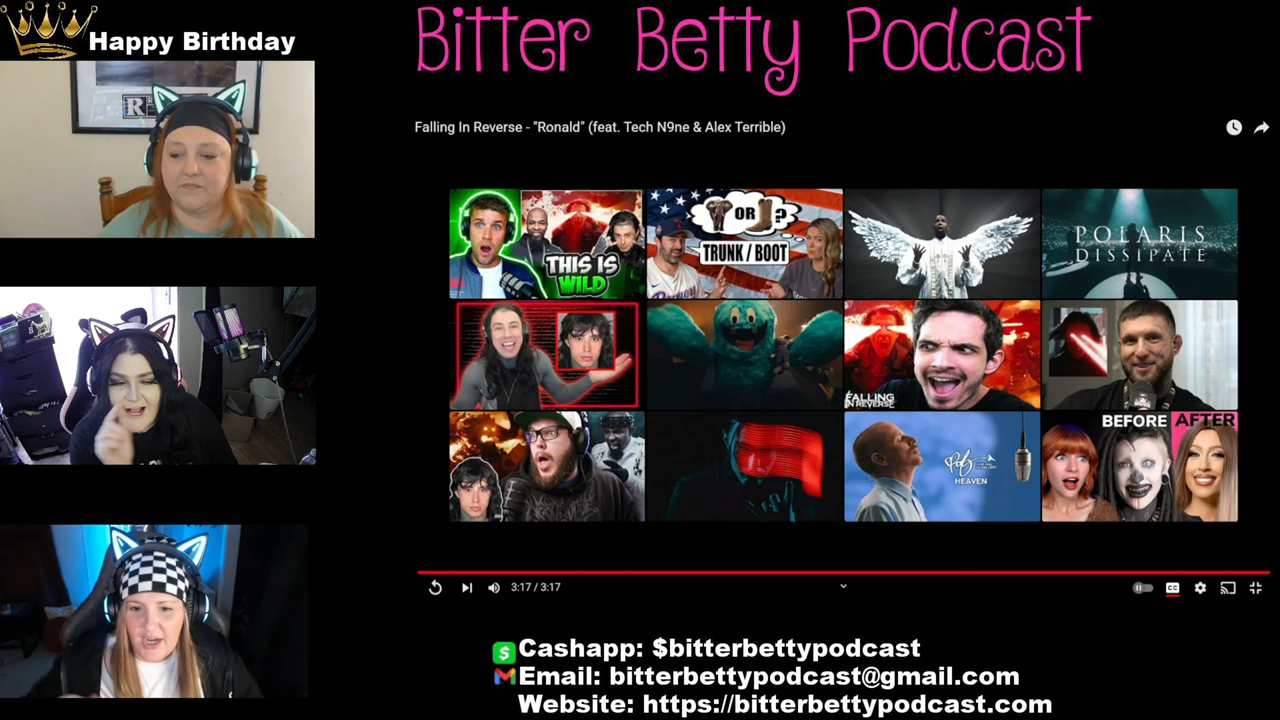 Happy Birthday
Bitter Betty Podcast
Falling In Reverse - "Ronald" (feat. Tech N9ne & Alex Terrible)
R
THIS IS
WILD
OR ?
TRUNK / BOOT
POLARIS
DISSIPATE
FALLING
IN REVERSE
HEAVEN
BEFORE AFTER
3:17 / 3:17
CC
Cashapp: $bitterbettypodcast
Email: bitterbettypodcast@gmail.com
Website: https://bitterbettypodcast.com